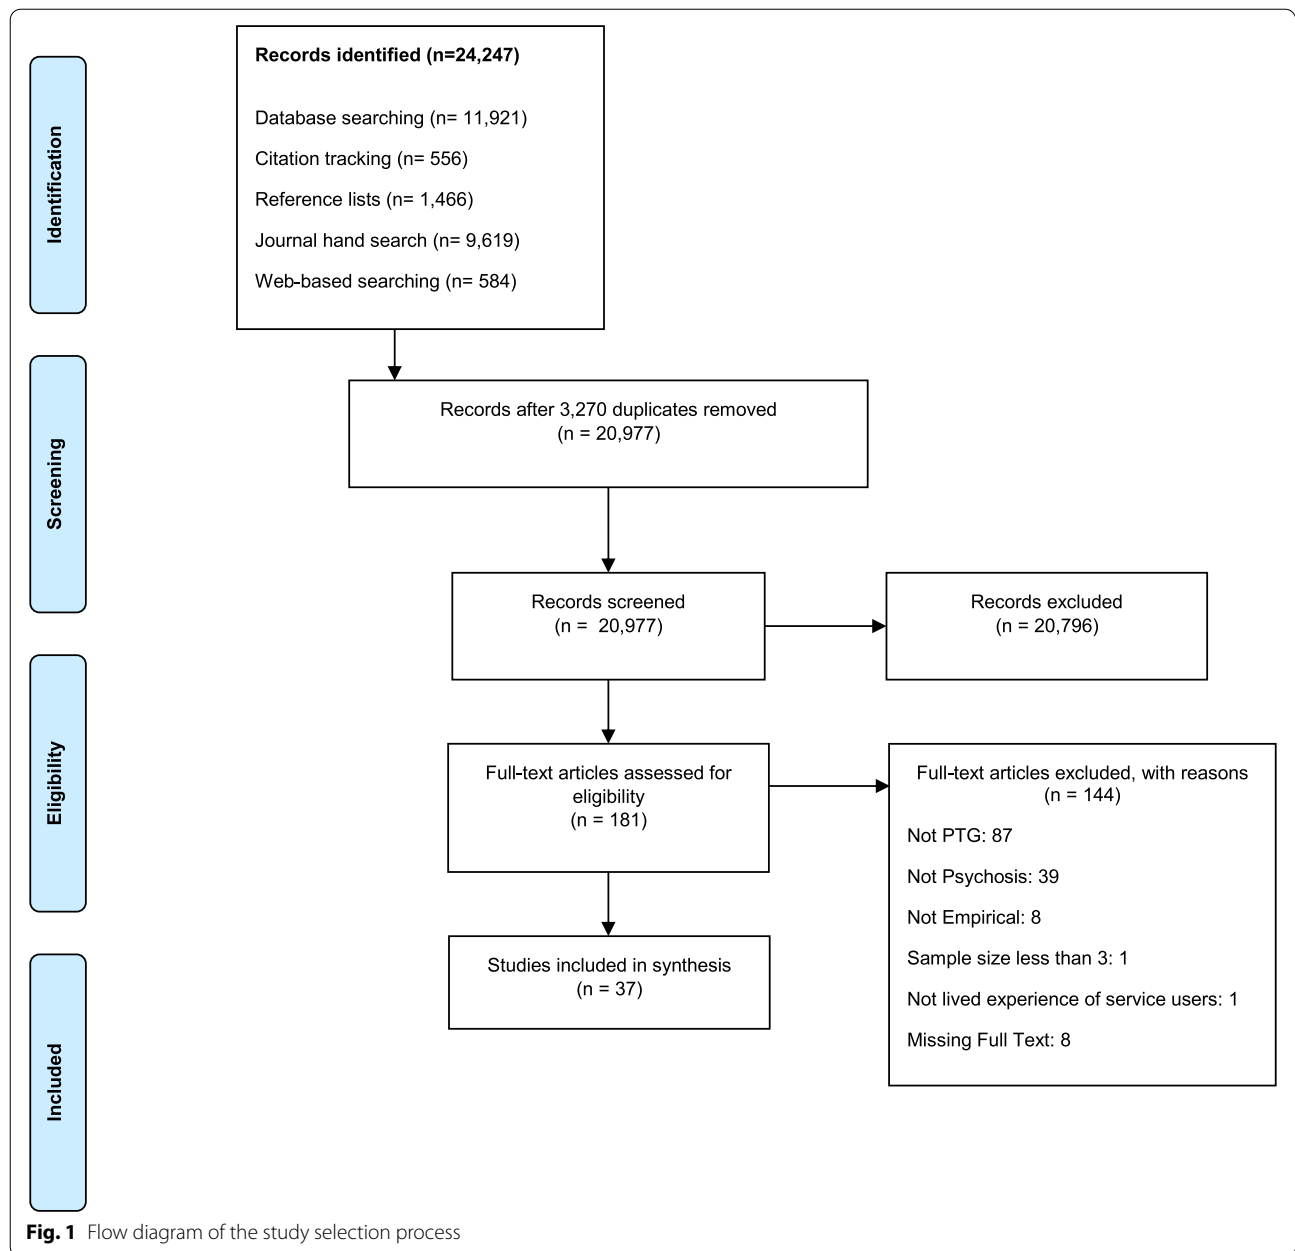 Identification
Records identified (n=24,247)
Database searching (n= 11,921)
Citation tracking (n= 556)
Reference lists (n= 1,466)
Journal hand search (n= 9,619)
Web-based searching (n= 584)
Screening
Records after 3,270 duplicates removed
(n = 20,977)
Records screened
(n =  20,977)
Records excluded
(n = 20,796)
Eligibility
Full-text articles assessed for
eligibility
(n = 181)
Full-text articles excluded, with reasons
(n = 144)
Not PTG: 87
Not Psychosis: 39
Not Empirical: 8
Sample size less than 3: 1
Not lived experience of service users: 1
Missing Full Text: 8
Included
Studies included in synthesis
(n = 37)
Fig. 1 Flow diagram of the study selection process